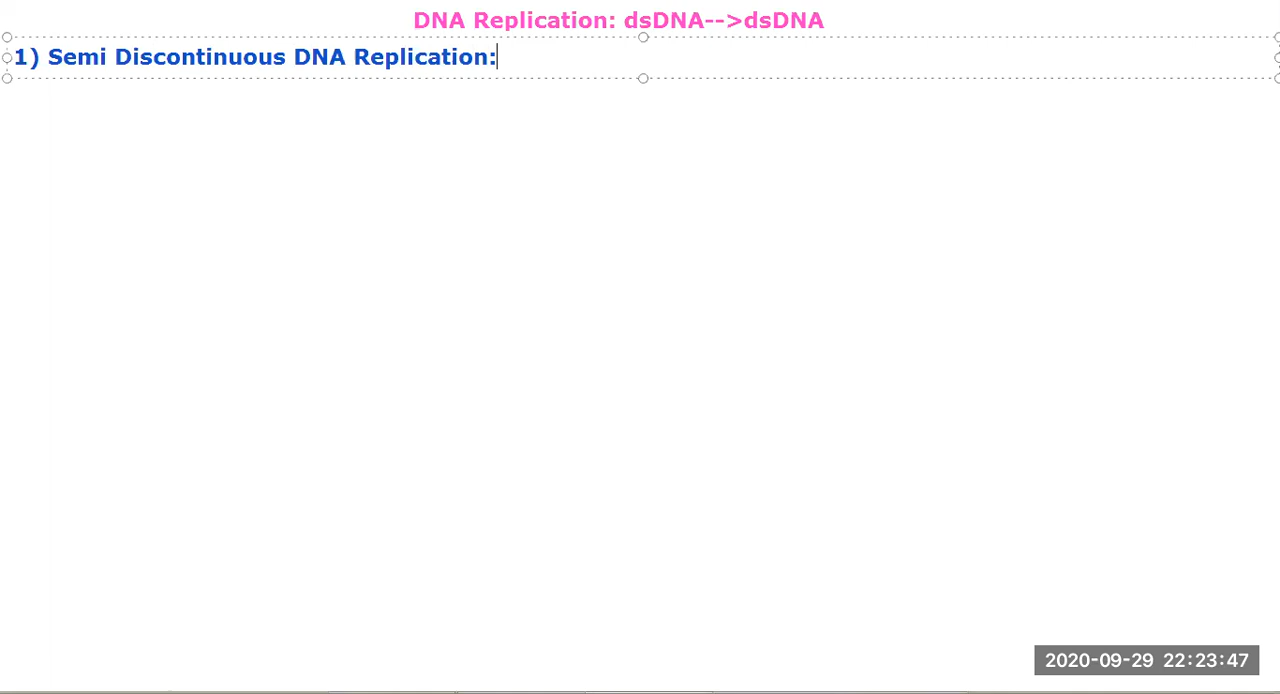 DNA Replication: dsDNA-->dsDNA
1) Semi Discontinuous DNA Replication:
2020-09-29 22:23:47